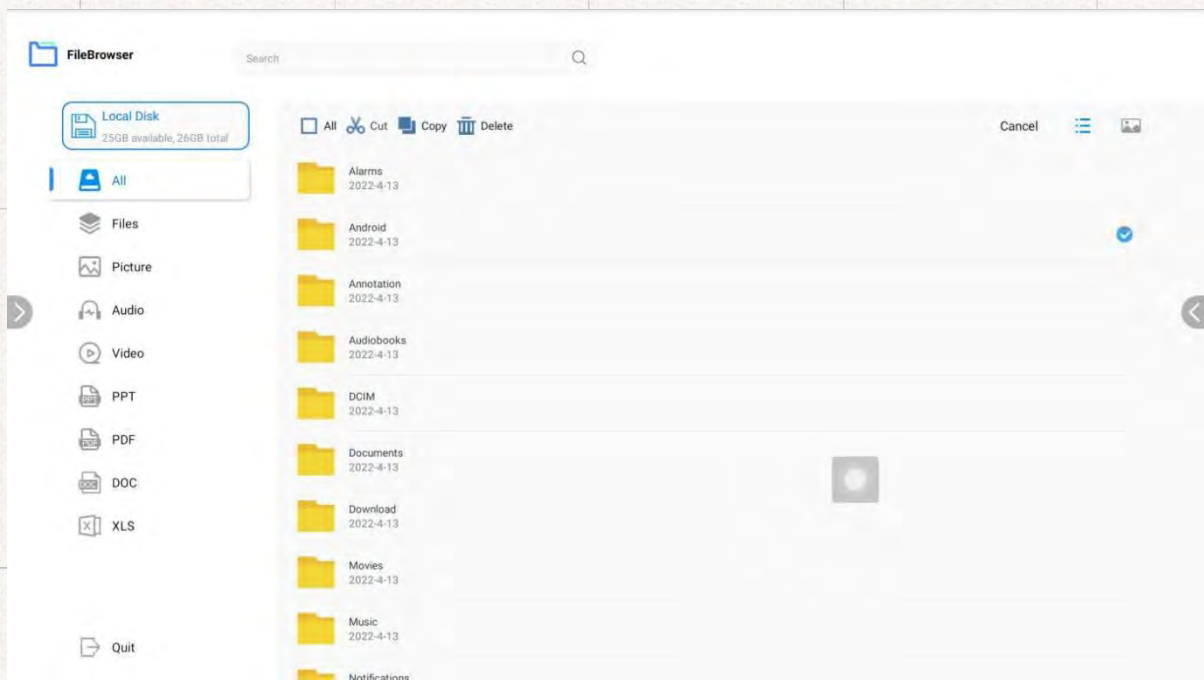 FileBrowser
Search
Local Disk
25GB available, 26GB total
All
Files
Picture
Audio
Video
PPT
PDF
DOC
XLS
Quit
All Cut Copy Delete
Cancel
Alarms
2022-4-13
Android
2022-4-13
Annotation
2022-4-13
Audiobooks
2022-4-13
DCIM
2022-4-13
Documents
2022-4-13
Download
2022-4-13
Movies
2022-4-13
Music
2022-4-13
Notifications